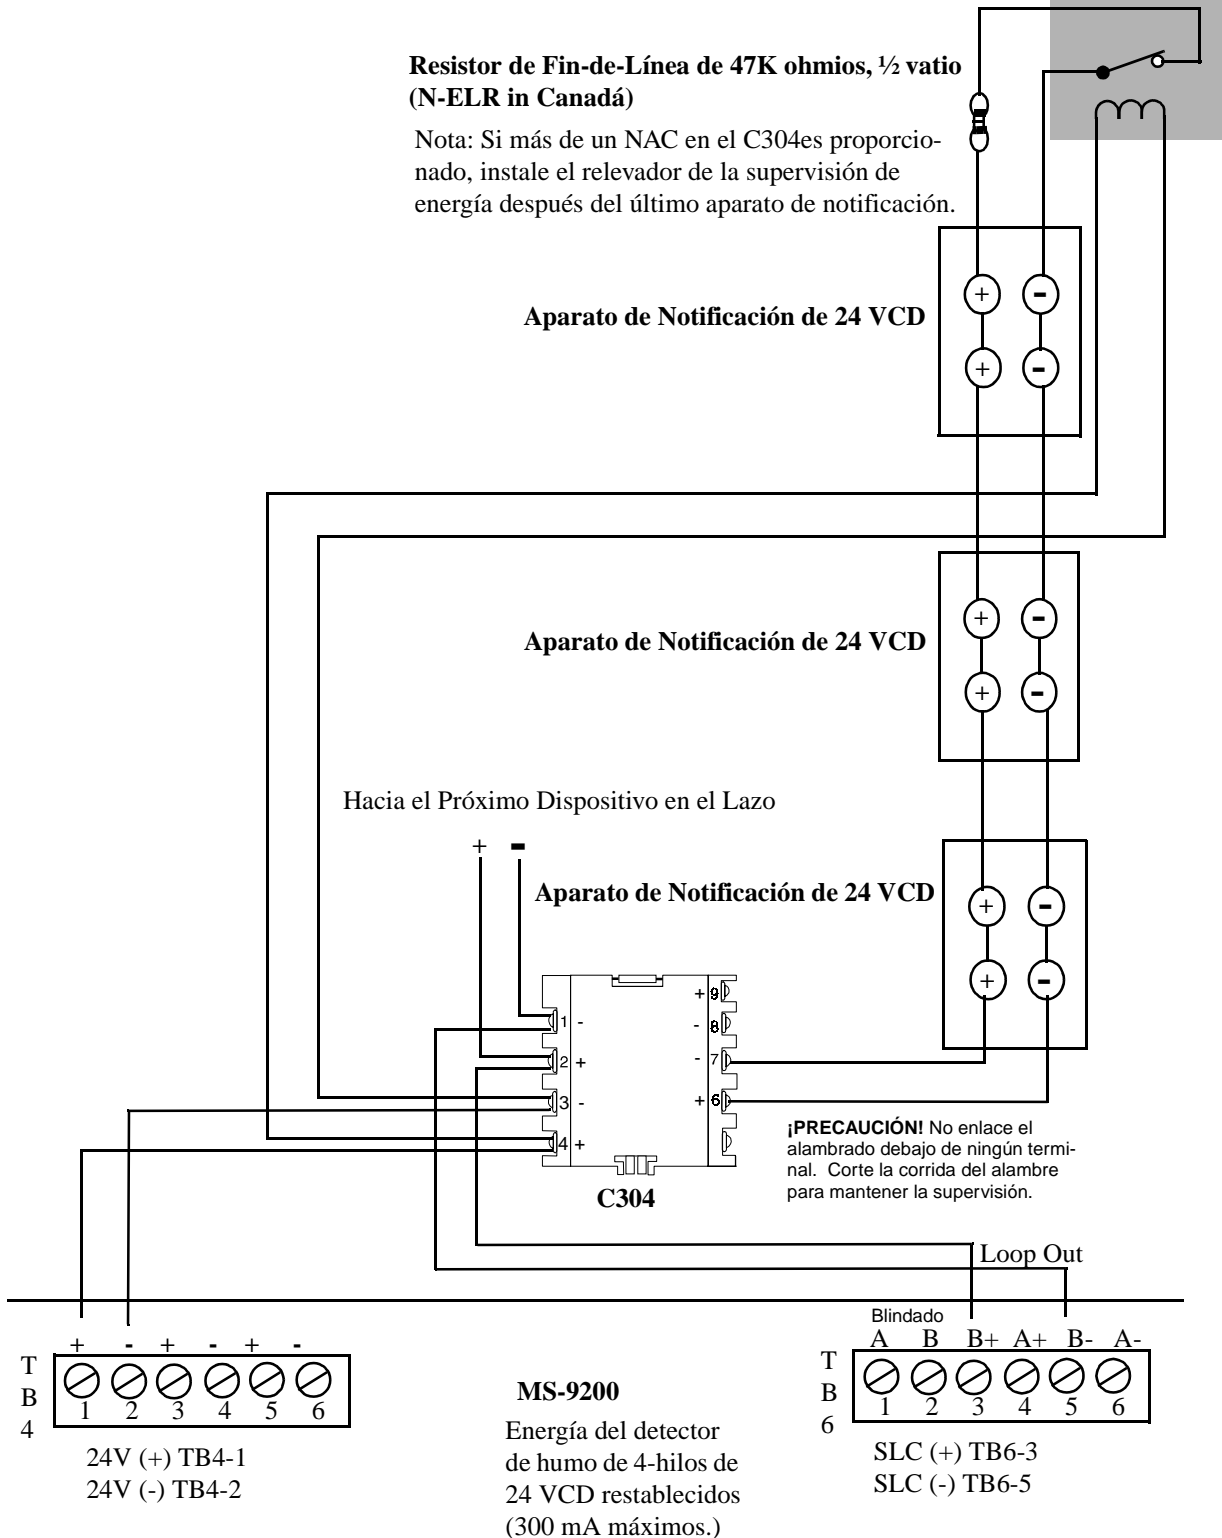 Resistor de Fin-de-Línea de 47K ohmios, ½ vatio
(N-ELR in Canadá)
Nota: Si más de un NAC en el C304es proporcio-
nado, instale el relevador de la supervisión de
energía después del último aparato de notificación.
+ -
Aparato de Notificación de 24 VCD
+ -
+ -
Aparato de Notificación de 24 VCD
+ -
Hacia el Próximo Dispositivo en el Lazo
+ -
Aparato de Notificación de 24 VCD
+ -
+ -
+ 9
1 - - 8
2 + - 7
3 - + 6
4 +
C304
¡PRECAUCIÓN! No enlace el
alambrado debajo de ningún termi-
nal. Corte la corrida del alambre
para mantener la supervisión.
Loop Out
+ - + - + -
TB4
1 2 3 4 5 6
24V (+) TB4-1
24V (-) TB4-2
MS-9200
Energía del detector
de humo de 4-hilos de
24 VCD restablecidos
(300 mA máximos.)
Blindado
A B B+ A+ B- A-
TB6
1 2 3 4 5 6
SLC (+) TB6-3
SLC (-) TB6-5